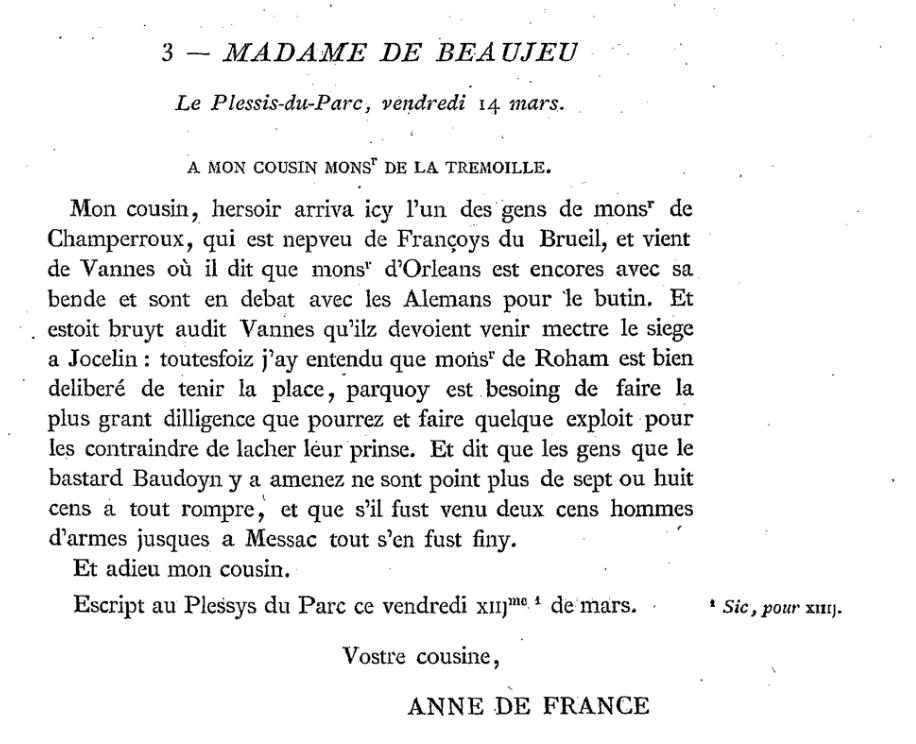 3 — MADAME DE BEAUJEU
Le Plessis-du-Parc, vendredi 14 mars.
A MON COUSIN MONSʳ DE LA TREMOILLE.
Mon cousin, hersoir arriva icy l'un des gens de monsʳ de
Champerroux, qui est nepveu de Françoys du Brueil, et vient
de Vannes où il dit que monsʳ d'Orleans est encores avec sa
bende et sont en debat avec les Alemans pour le butin. Et
estoit bruyt audit Vannes qu'ilz devoient venir mectre le siege
a Jocelin : toutesfoiz j'ay entendu que monsʳ de Roham est bien
deliberé de tenir la place, parquoy est besoing de faire la
plus grant dilligence que pourrez et faire quelque exploit pour
les contraindre de lacher leur prinse. Et dit que les gens que le
bastard Baudoyn y a amenez ne sont point plus de sept ou huit
cens a tout rompre, et que s'il fust venu deux cens hommes
d'armes jusques a Messac tout s'en fust finy.
Et adieu mon cousin.
Escript au Plessys du Parc ce vendredi xiijᵐᵉ ¹ de mars. ¹ Sic, pour xiiij.
Vostre cousine,
ANNE DE FRANCE